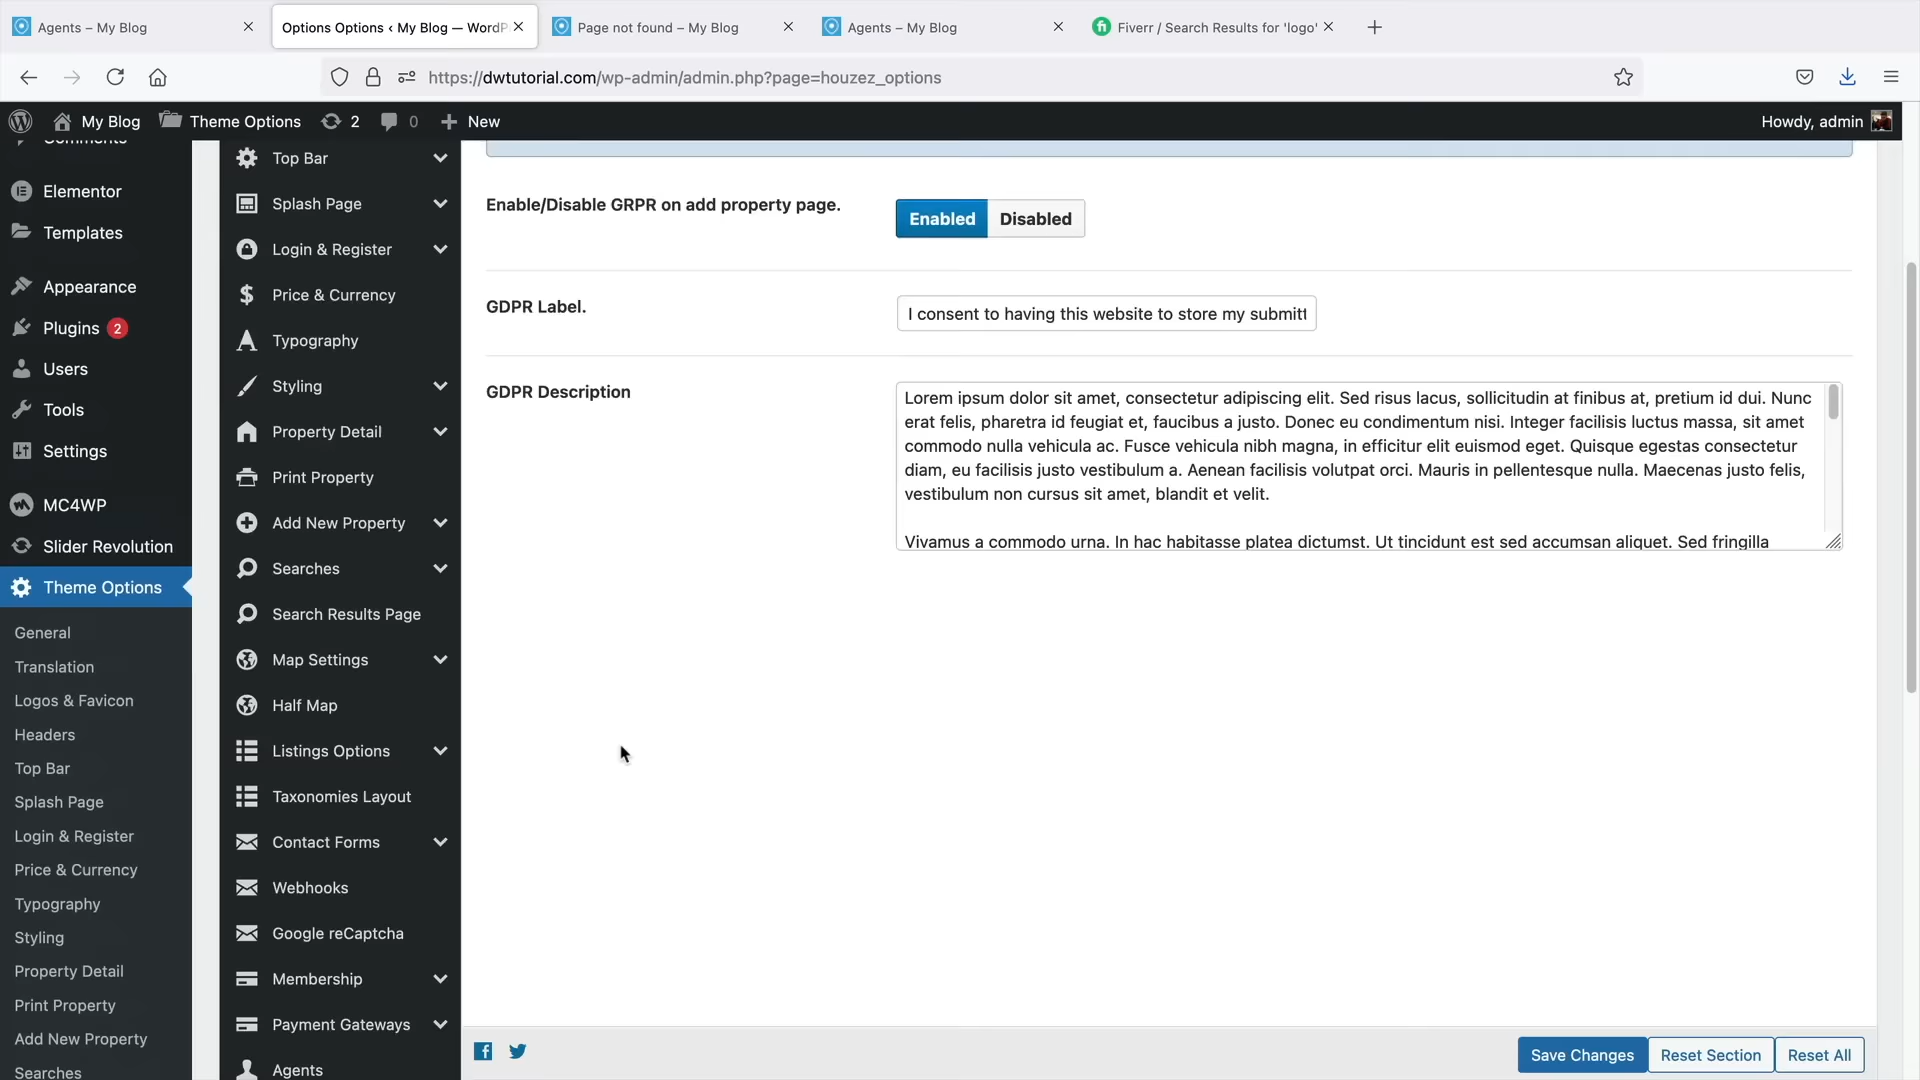 Agents – My Blog
Options Options ‹ My Blog — WordP
Page not found – My Blog
Agents – My Blog
Fiverr / Search Results for 'logo'
https://dwtutorial.com/wp-admin/admin.php?page=houzez_options
My Blog
Theme Options
2
0
New
Howdy, admin
Comments
Elementor
Templates
Appearance
Plugins 2
Users
Tools
Settings
MC4WP
Slider Revolution
Theme Options
General
Translation
Logos & Favicon
Headers
Top Bar
Splash Page
Login & Register
Price & Currency
Typography
Styling
Property Detail
Print Property
Add New Property
Searches
Top Bar
Splash Page
Login & Register
Price & Currency
Typography
Styling
Property Detail
Print Property
Add New Property
Searches
Search Results Page
Map Settings
Half Map
Listings Options
Taxonomies Layout
Contact Forms
Webhooks
Google reCaptcha
Membership
Payment Gateways
Agents
Enable/Disable GRPR on add property page.
Enabled
Disabled
GDPR Label.
I consent to having this website to store my submitt
GDPR Description
Lorem ipsum dolor sit amet, consectetur adipiscing elit. Sed risus lacus, sollicitudin at finibus at, pretium id dui. Nunc
erat felis, pharetra id feugiat et, faucibus a justo. Donec eu condimentum nisi. Integer facilisis luctus massa, sit amet
commodo nulla vehicula ac. Fusce vehicula nibh magna, in efficitur elit euismod eget. Quisque egestas consectetur
diam, eu facilisis justo vestibulum a. Aenean facilisis volutpat orci. Mauris in pellentesque nulla. Maecenas justo felis,
vestibulum non cursus sit amet, blandit et velit.
Vivamus a commodo urna. In hac habitasse platea dictumst. Ut tincidunt est sed accumsan aliquet. Sed fringilla
Save Changes
Reset Section
Reset All